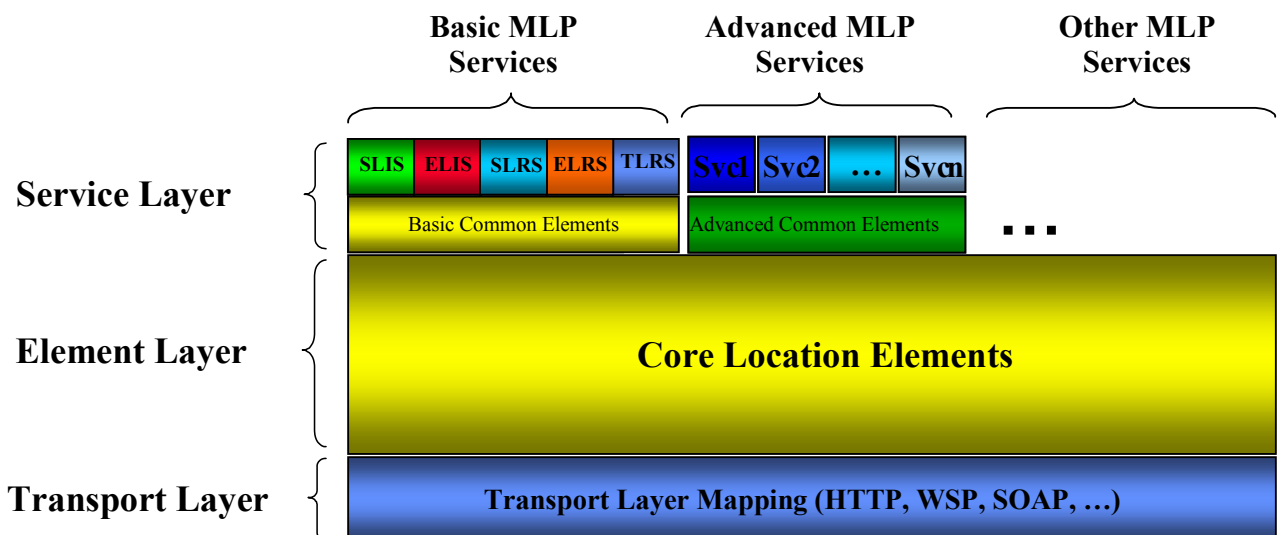 Basic MLP
Services
Advanced MLP
Services
Other MLP
Services
Service Layer
SLIS ELIS SLRS ELRS TLRS
Svc1 Svc2 ... Svcn
Basic Common Elements
Advanced Common Elements
...
Element Layer
Core Location Elements
Transport Layer
Transport Layer Mapping (HTTP, WSP, SOAP, …)